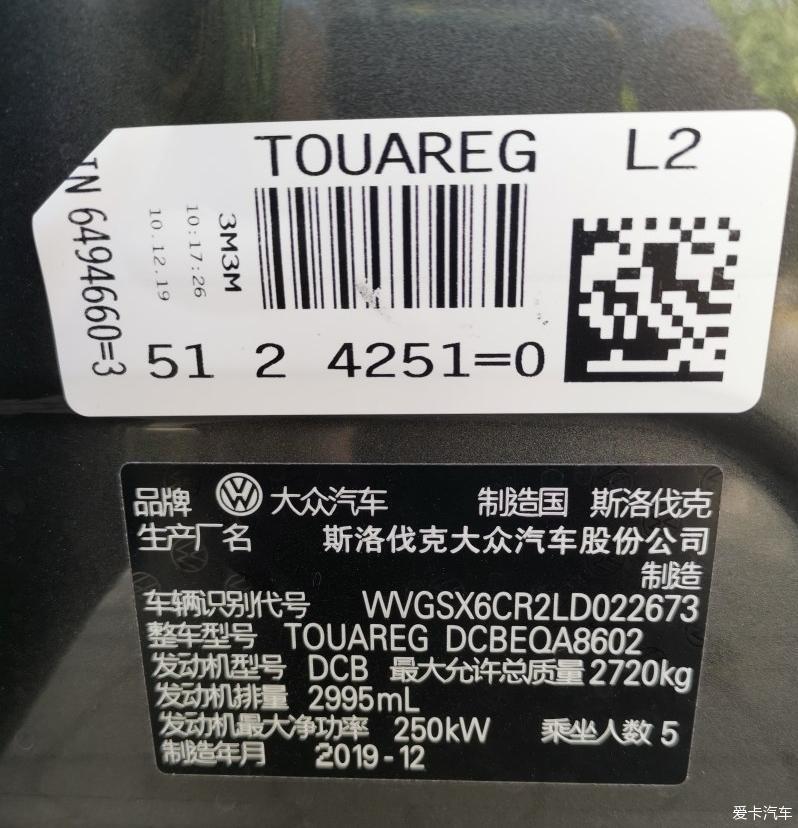 TOUAREG L2
IN 6494660=3
10.12.19
10:17:26
3M3M
51 2 4251=0
品牌 大众汽车 制造国 斯洛伐克
生产厂名 斯洛伐克大众汽车股份公司
制造
车辆识别代号 WVGSX6CR2LD022673
整车型号 TOUAREG DCBEQA8602
发动机型号 DCB 最大允许总质量 2720kg
发动机排量 2995mL
发动机最大净功率 250kW 乘坐人数 5
制造年月 2019-12
爱卡汽车